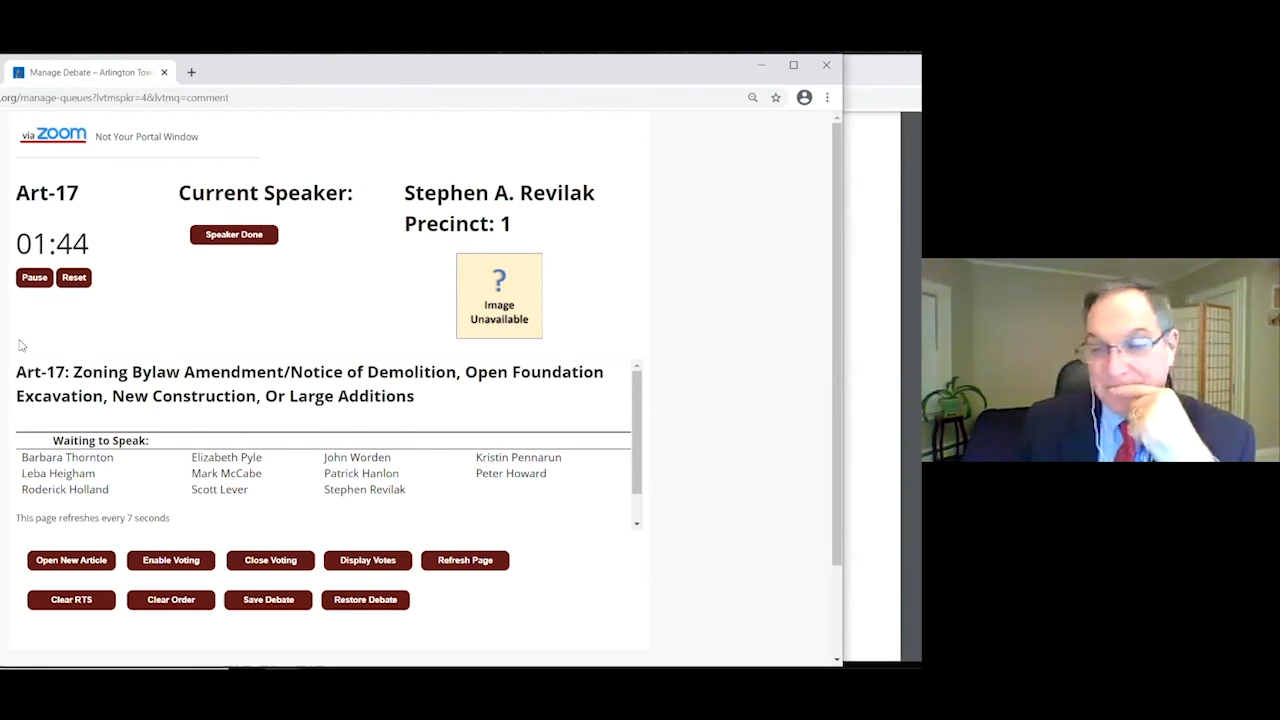 Manage Debate – Arlington Tow
.org/manage-queues?lvtmspkr=4&lvtmq=comment
via zoom Not Your Portal Window
Art-17
Current Speaker:
Stephen A. Revilak
Precinct: 1
Speaker Done
01:44
Pause
Reset
?
Image
Unavailable
Art-17: Zoning Bylaw Amendment/Notice of Demolition, Open Foundation
Excavation, New Construction, Or Large Additions
Waiting to Speak:
Barbara Thornton Elizabeth Pyle John Worden Kristin Pennarun
Leba Heigham Mark McCabe Patrick Hanlon Peter Howard
Roderick Holland Scott Lever Stephen Revilak
This page refreshes every 7 seconds
Open New Article Enable Voting Close Voting Display Votes Refresh Page
Clear RTS Clear Order Save Debate Restore Debate